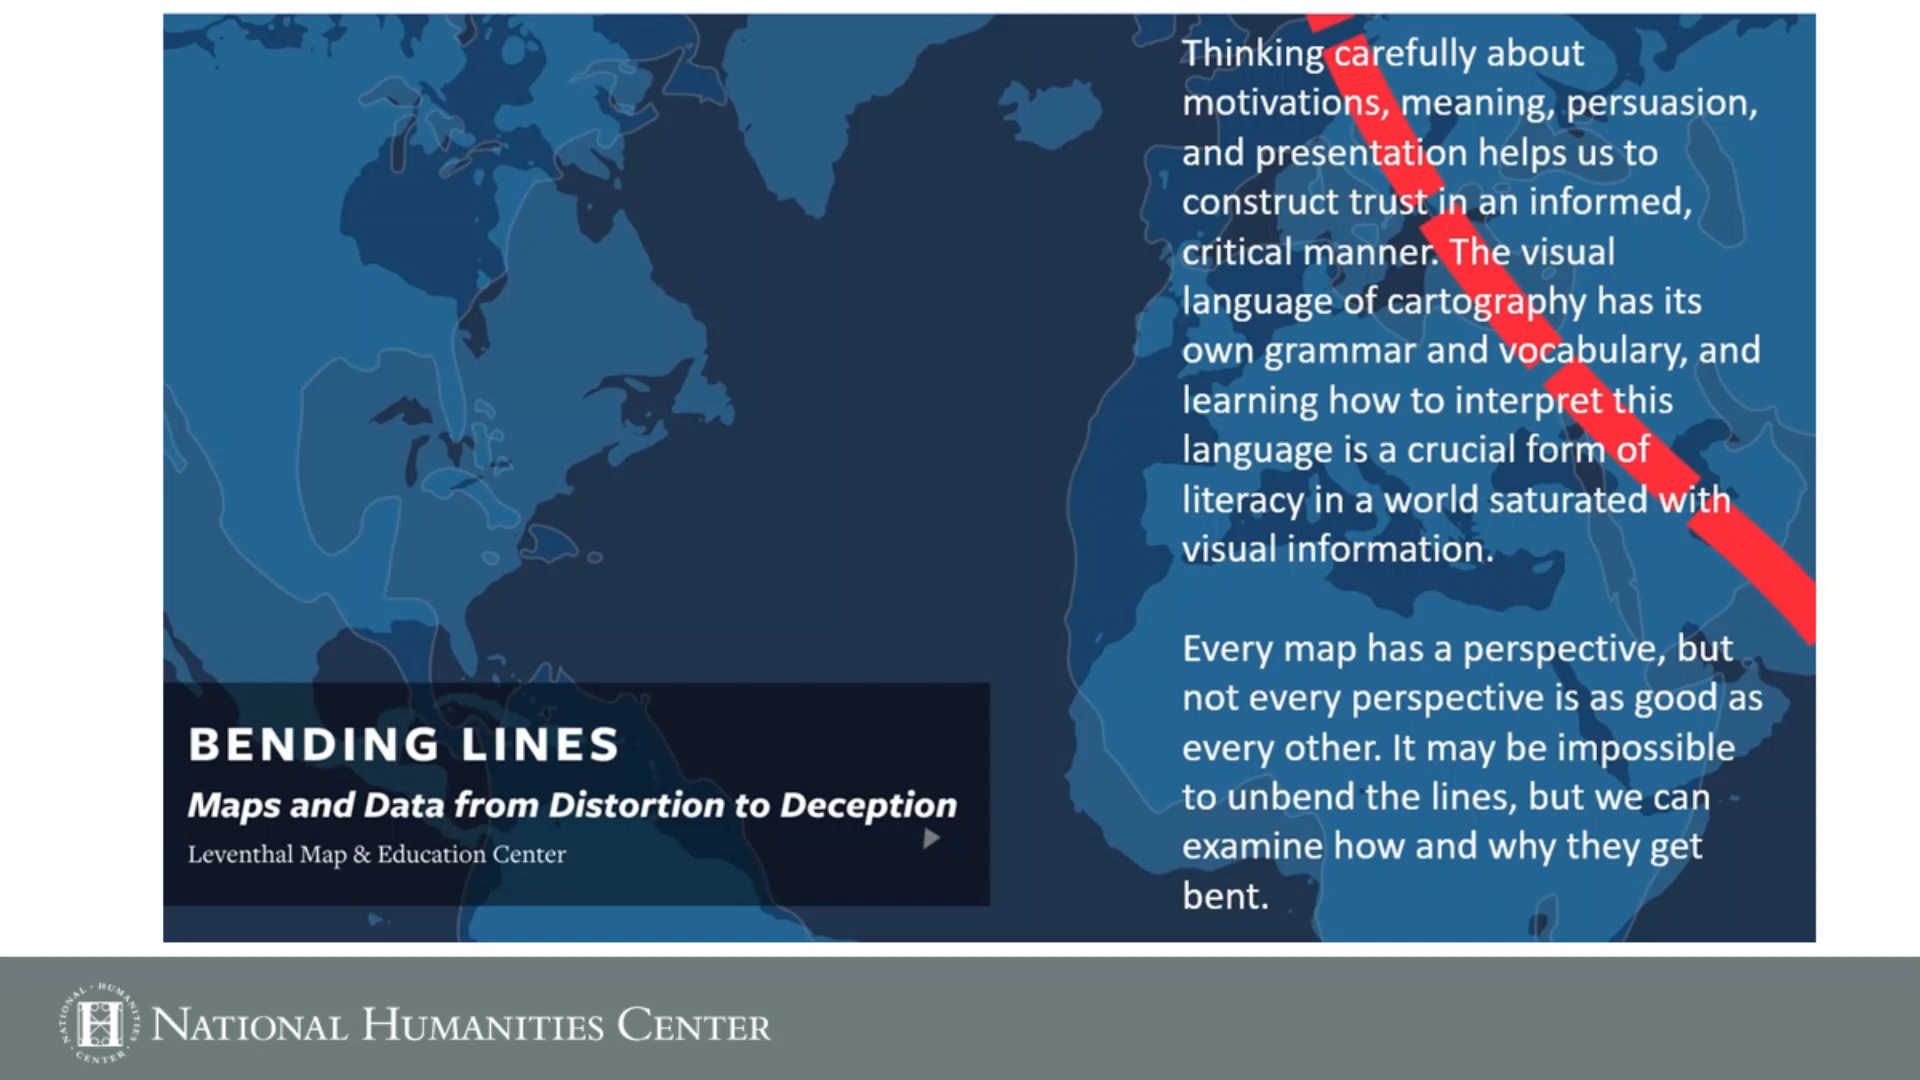 Thinking carefully about
motivations, meaning, persuasion,
and presentation helps us to
construct trust in an informed,
critical manner. The visual
language of cartography has its
own grammar and vocabulary, and
learning how to interpret this
language is a crucial form of
literacy in a world saturated with
visual information.
Every map has a perspective, but
not every perspective is as good as
every other. It may be impossible
to unbend the lines, but we can
examine how and why they get
bent.
BENDING LINES
Maps and Data from Distortion to Deception
Leventhal Map & Education Center
NATIONAL · HUMANITIES · CENTER ·
H
NATIONAL HUMANITIES CENTER